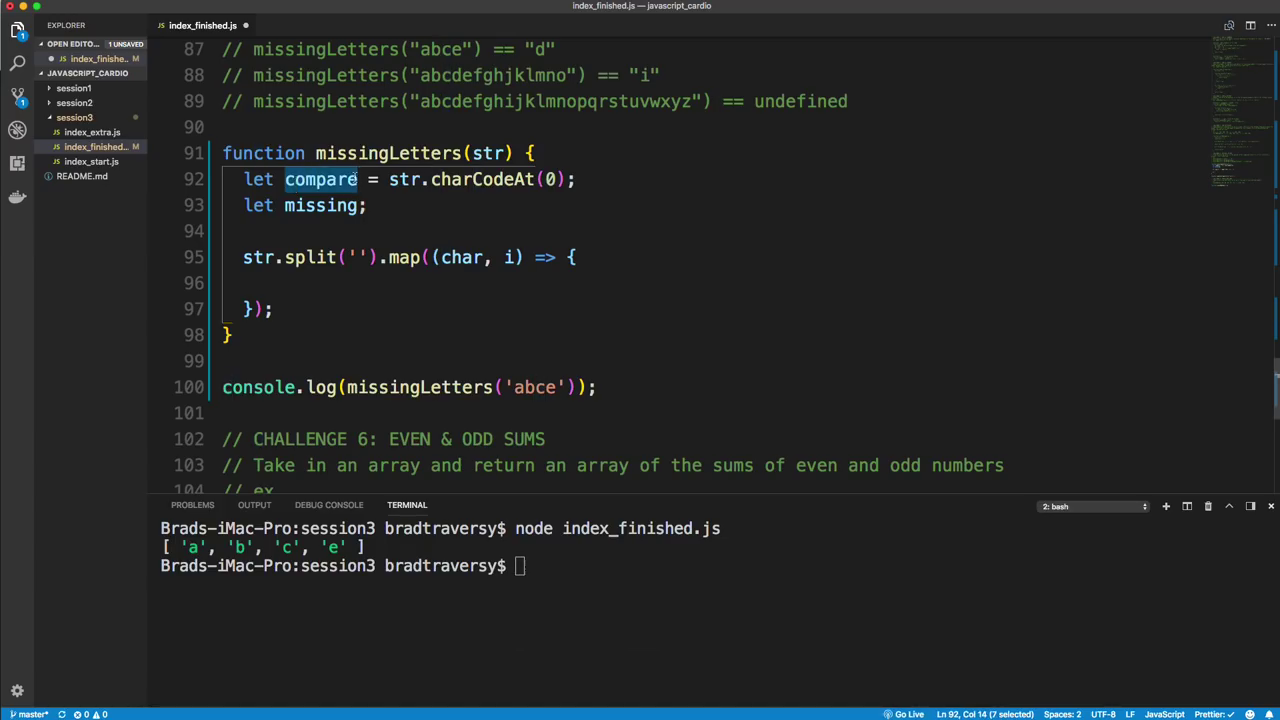 index_finished.js — javascript_cardio
EXPLORER
index_finished.js
OPEN EDITO... 1 UNSAVED
index_finishe... M
JAVASCRIPT_CARDIO
session1
session2
session3
index_extra.js
index_finished... M
index_start.js
README.md
1
1
87 // missingLetters("abce") == "d"
88 // missingLetters("abcdefghjklmno") == "i"
89 // missingLetters("abcdefghijklmnopqrstuvwxyz") == undefined
90
91 function missingLetters(str) {
92 let compare = str.charCodeAt(0);
93 let missing;
94
95 str.split('').map((char, i) => {
96
97 });
98 }
99
100 console.log(missingLetters('abce'));
101
102 // CHALLENGE 6: EVEN & ODD SUMS
103 // Take in an array and return an array of the sums of even and odd numbers
104 // ex
PROBLEMS OUTPUT DEBUG CONSOLE TERMINAL 2: bash
Brads-iMac-Pro:session3 bradtraversy$ node index_finished.js
[ 'a', 'b', 'c', 'e' ]
Brads-iMac-Pro:session3 bradtraversy$
master* 0 0 Go Live Ln 92, Col 14 (7 selected) Spaces: 2 UTF-8 LF JavaScript Prettier: ✓